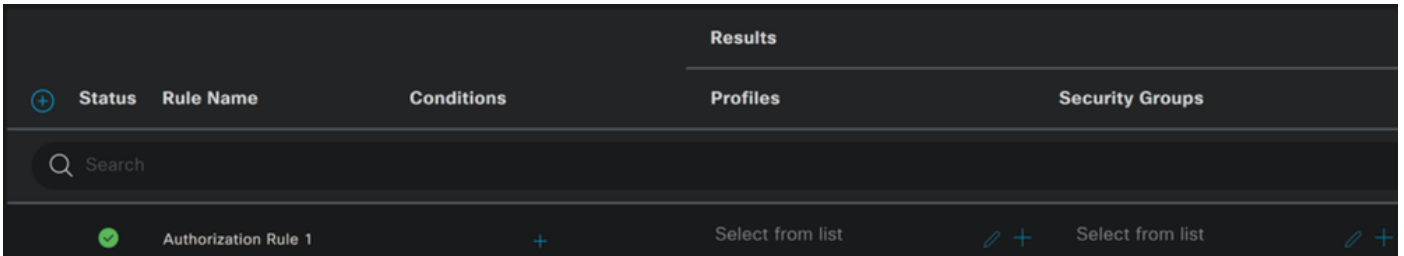 Results
Status Rule Name Conditions Profiles Security Groups
Search
Authorization Rule 1 Select from list Select from list